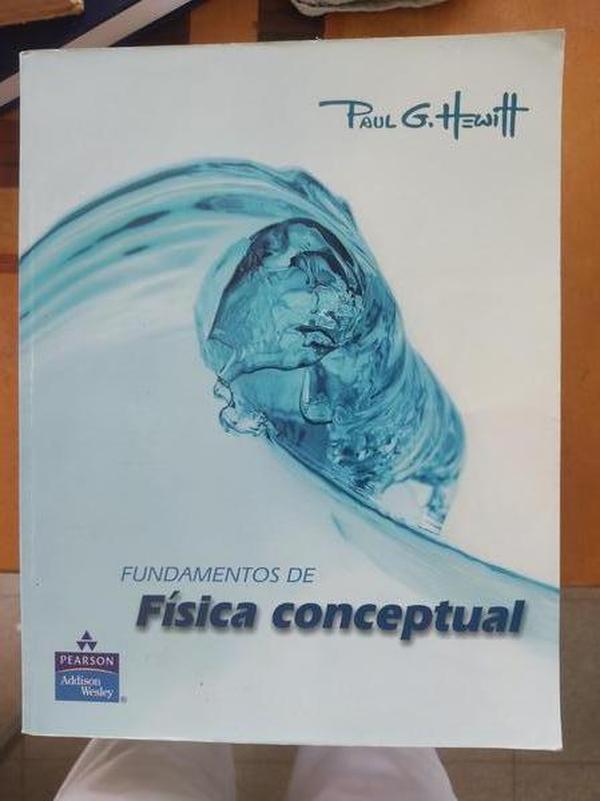 PAUL G. HEWITT
FUNDAMENTOS DE
Física conceptual
PEARSON
Addison
Wesley®